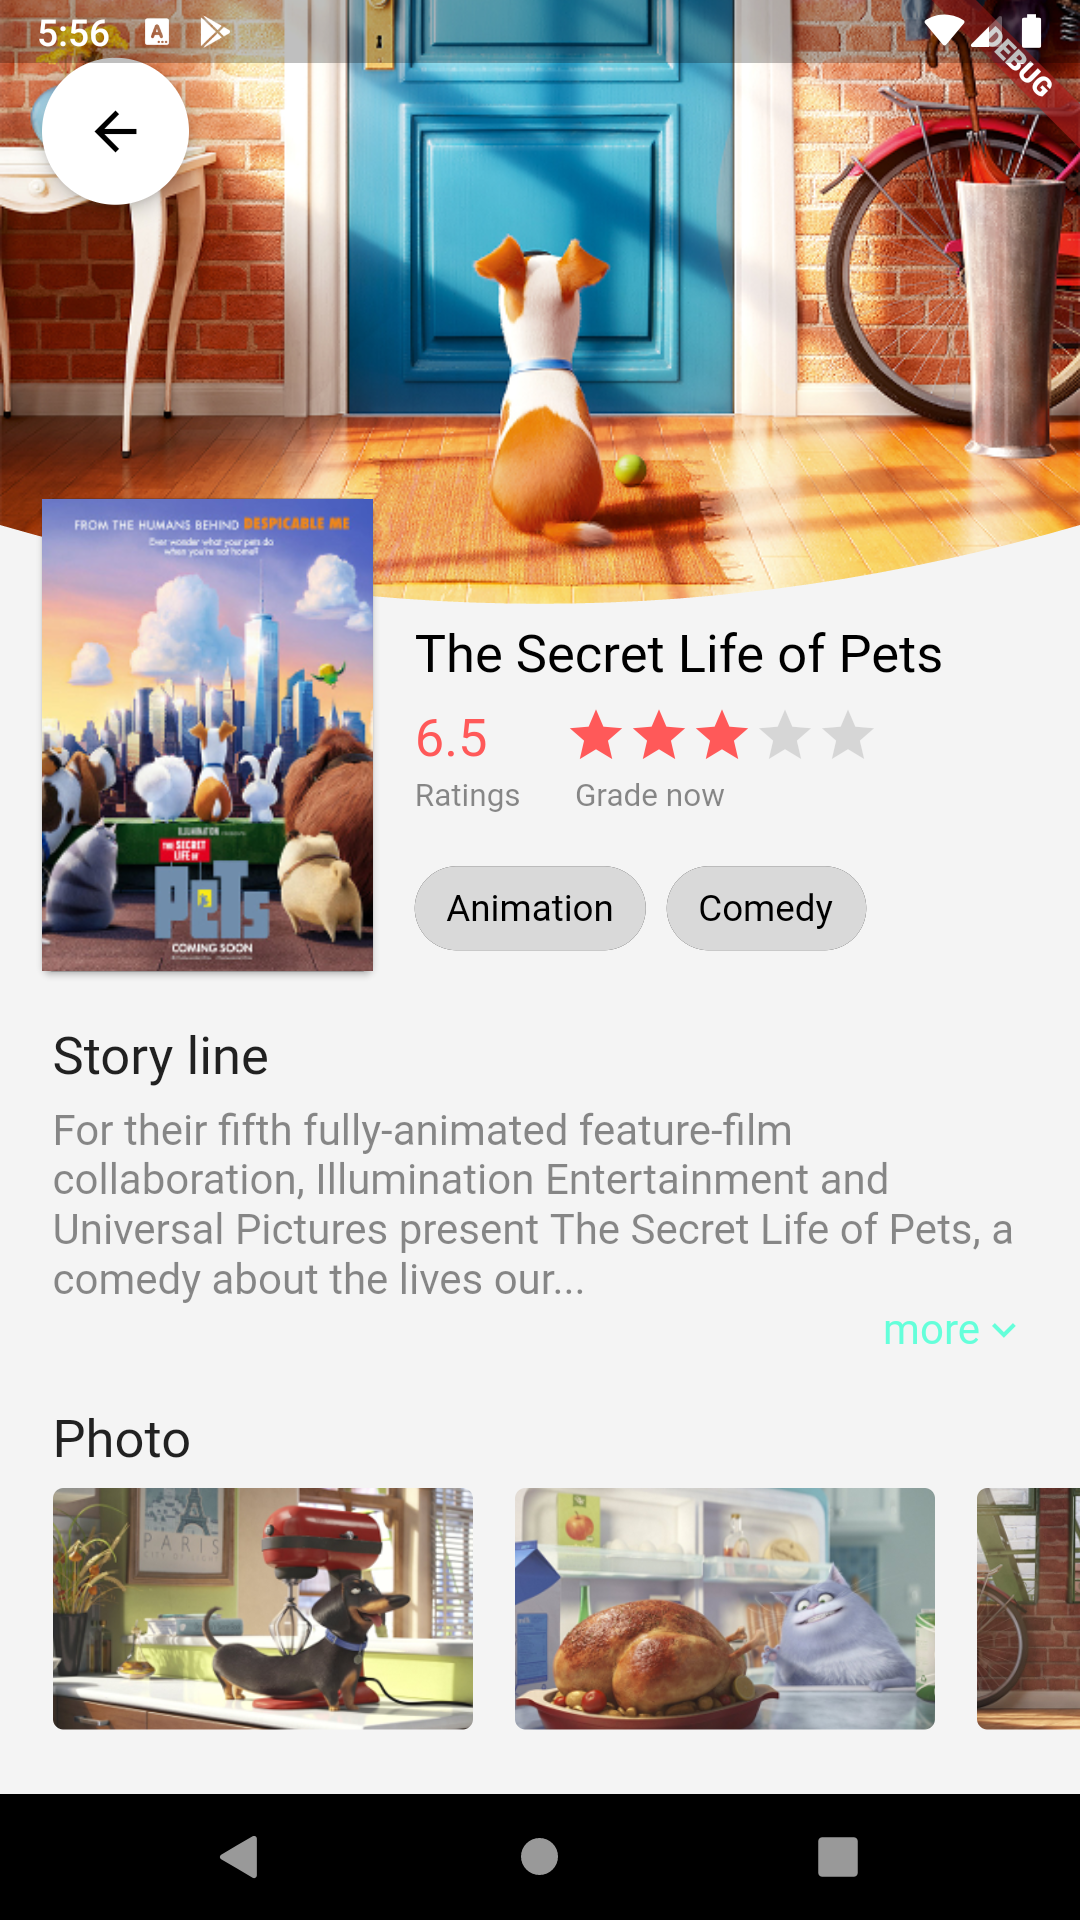 5:56
A
DEBUG
FROM THE HUMANS BEHIND DESPICABLE ME
Ever wonder what your pets do
when you're not home?
ILLUMINATION PRESENTS
THE SECRET
LIFE OF
PETS
COMING SOON
The Secret Life of Pets
6.5
Ratings
Grade now
Animation
Comedy
Story line
For their fifth fully-animated feature-film
collaboration, Illumination Entertainment and
Universal Pictures present The Secret Life of Pets, a
comedy about the lives our...
more
Photo
PARIS